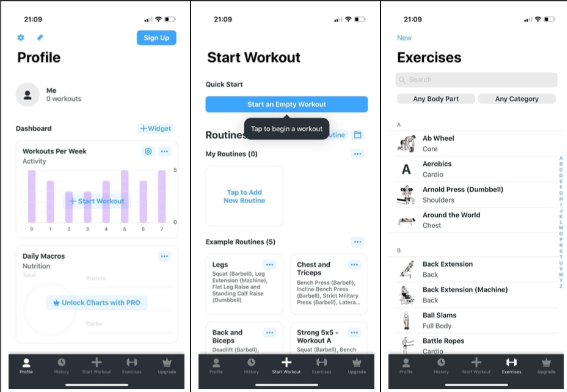 21:09
Sign Up
Profile
Me
0 workouts
Dashboard
+Widget
Workouts Per Week
Activity
5
+ Start Workout
0
0 1 2 3 4 5 6 7
Daily Macros
Nutrition
Total
Protein
Unlock Charts with PRO
Carbs
Profile
History
Start Workout
Exercises
Upgrade
21:09
Start Workout
Quick Start
Start an Empty Workout
Tap to begin a workout
Routines
My Routines (0)
Tap to Add
New Routine
Example Routines (5)
Legs
Squat (Barbell), Leg
Extension (Machine),
Flat Leg Raise and
Standing Calf Raise
(Dumbbell)
Chest and
Triceps
Bench Press (Barbell),
Incline Bench Press
(Barbell), Strict Military
Press (Barbell), Latera...
Back and
Biceps
Deadlift (Barbell),
Strong 5x5 -
Workout A
Squat (Barbell), Bench
Profile
History
Start Workout
Exercises
Upgrade
21:09
New
Exercises
Search
Any Body Part
Any Category
A
Ab Wheel
Core
A
Aerobics
Cardio
Arnold Press (Dumbbell)
Shoulders
Around the World
Chest
B
Back Extension
Back
Back Extension (Machine)
Back
Ball Slams
Full Body
Battle Ropes
Cardio
A
B
C
D
E
F
G
H
I
J
K
L
M
O
P
R
S
T
U
V
W
Y
Z
Profile
History
Start Workout
Exercises
Upgrade